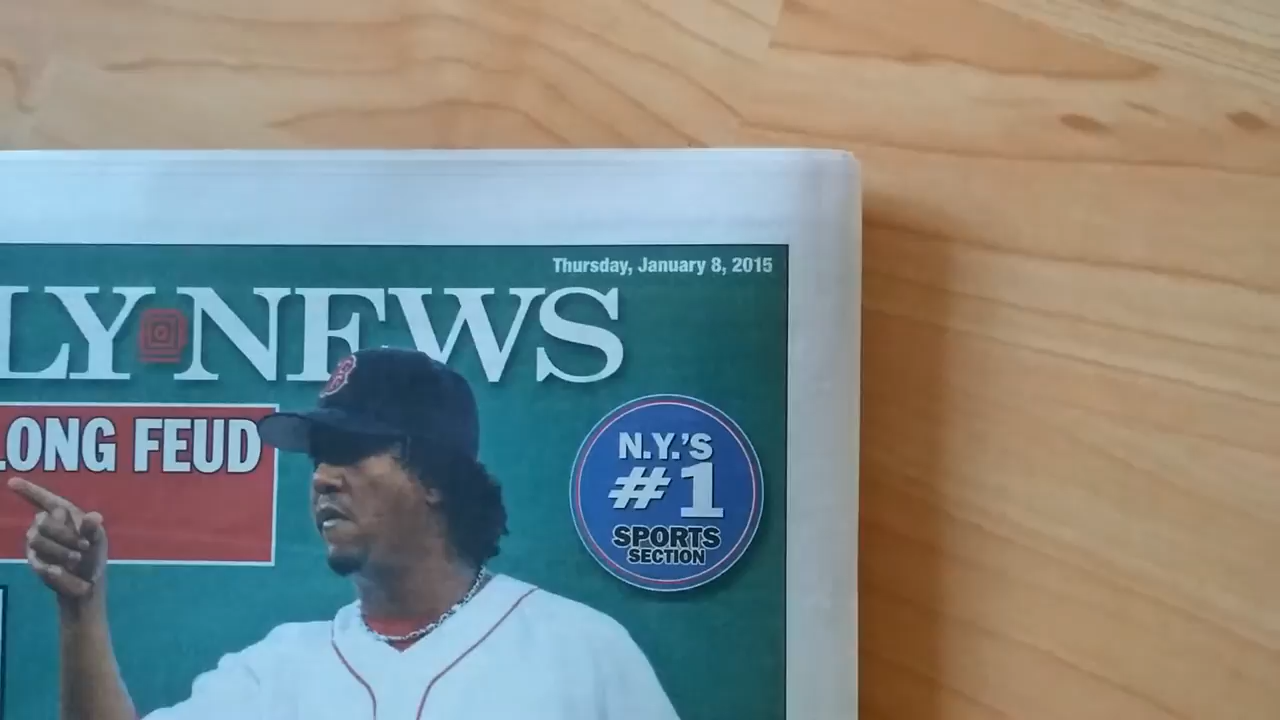 Thursday, January 8, 2015
LY NEWS
LONG FEUD
N.Y.'S
#1
SPORTS
SECTION